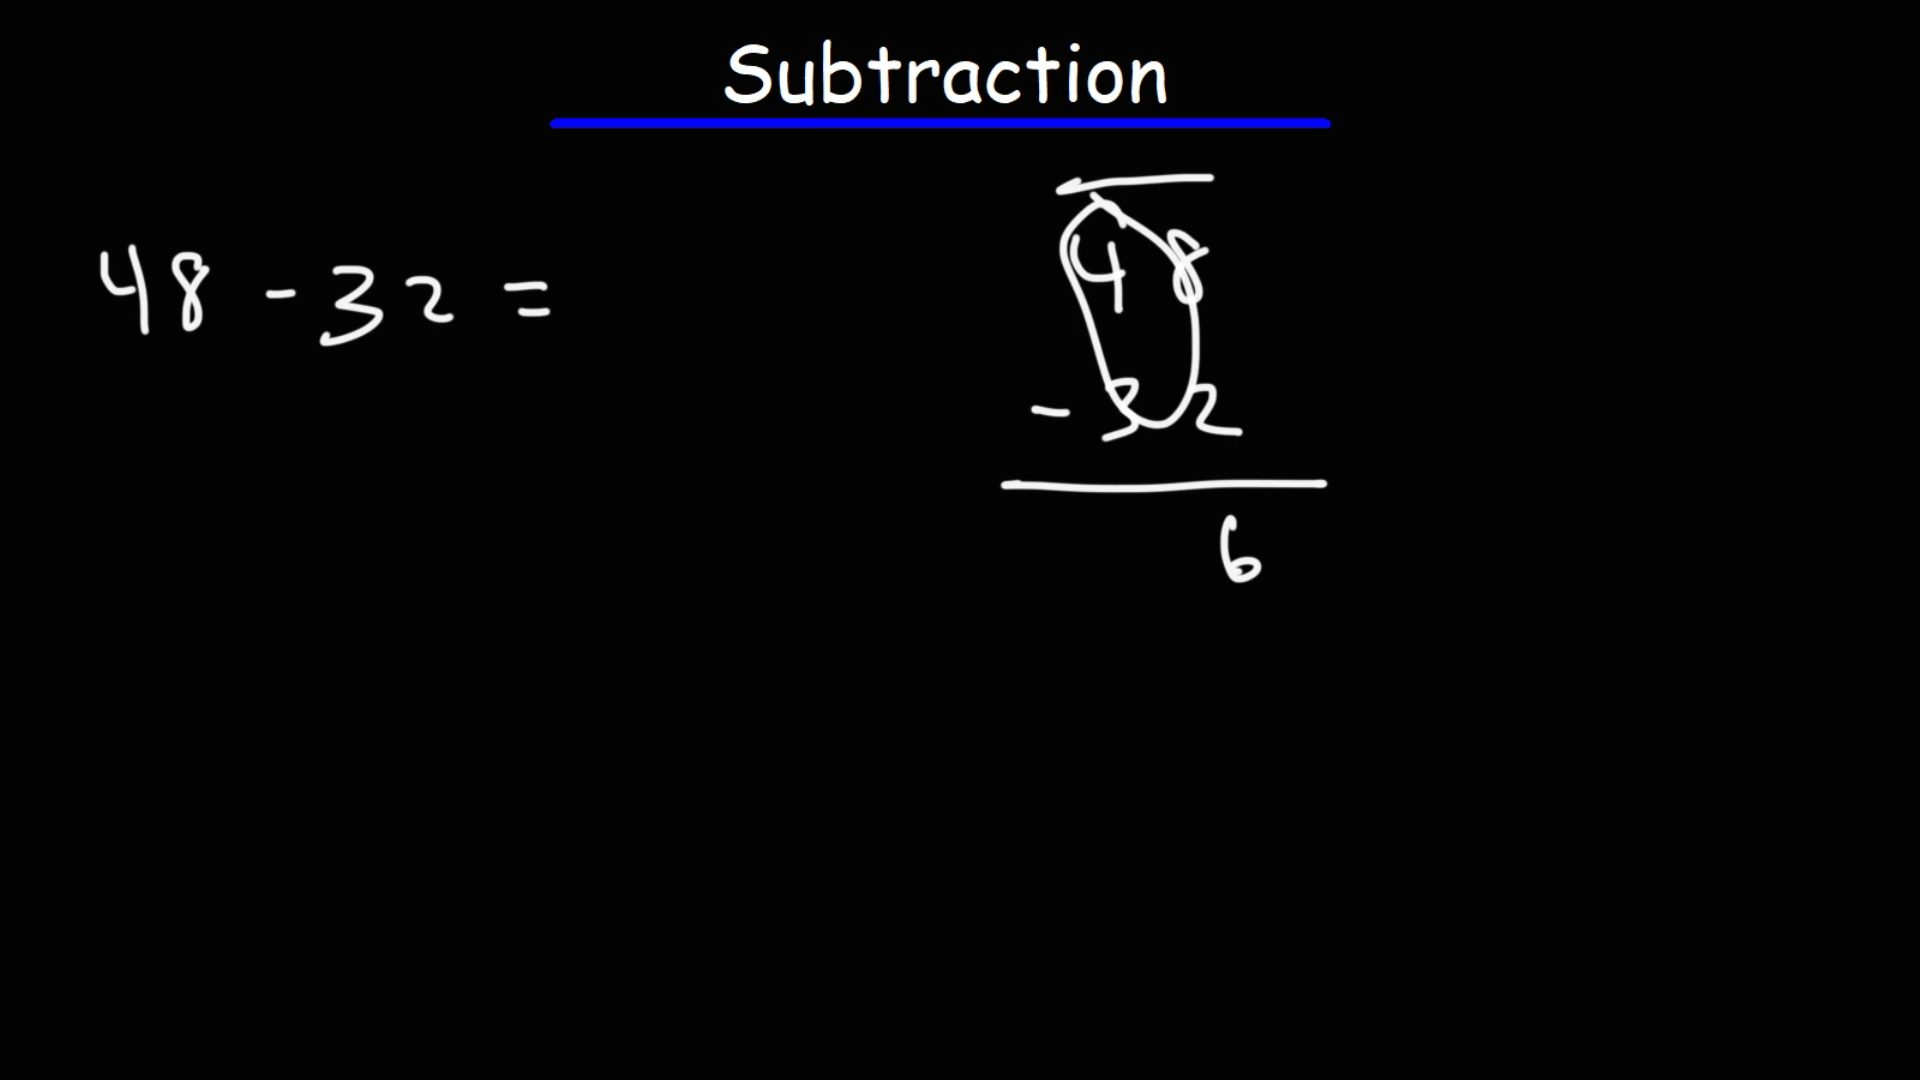 Subtraction
48 - 32 =
48
- 32
6